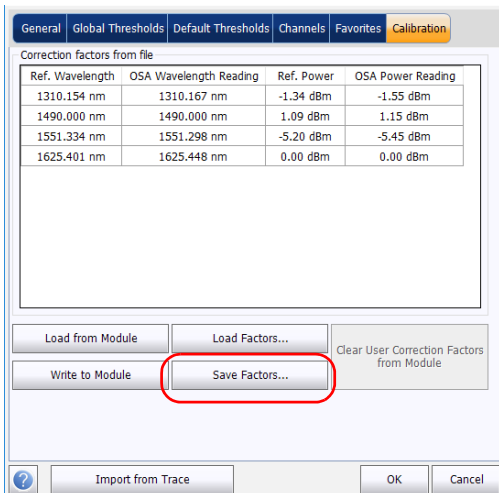 General Global Thresholds Default Thresholds Channels Favorites Calibration
Correction factors from file
Ref. Wavelength OSA Wavelength Reading Ref. Power OSA Power Reading
1310.154 nm 1310.167 nm -1.34 dBm -1.55 dBm
1490.000 nm 1490.000 nm 1.09 dBm 1.15 dBm
1551.334 nm 1551.298 nm -5.20 dBm -5.45 dBm
1625.401 nm 1625.448 nm 0.00 dBm 0.00 dBm
Load from Module Load Factors...
Clear User Correction Factors
from Module
Write to Module Save Factors...
? Import from Trace OK Cancel